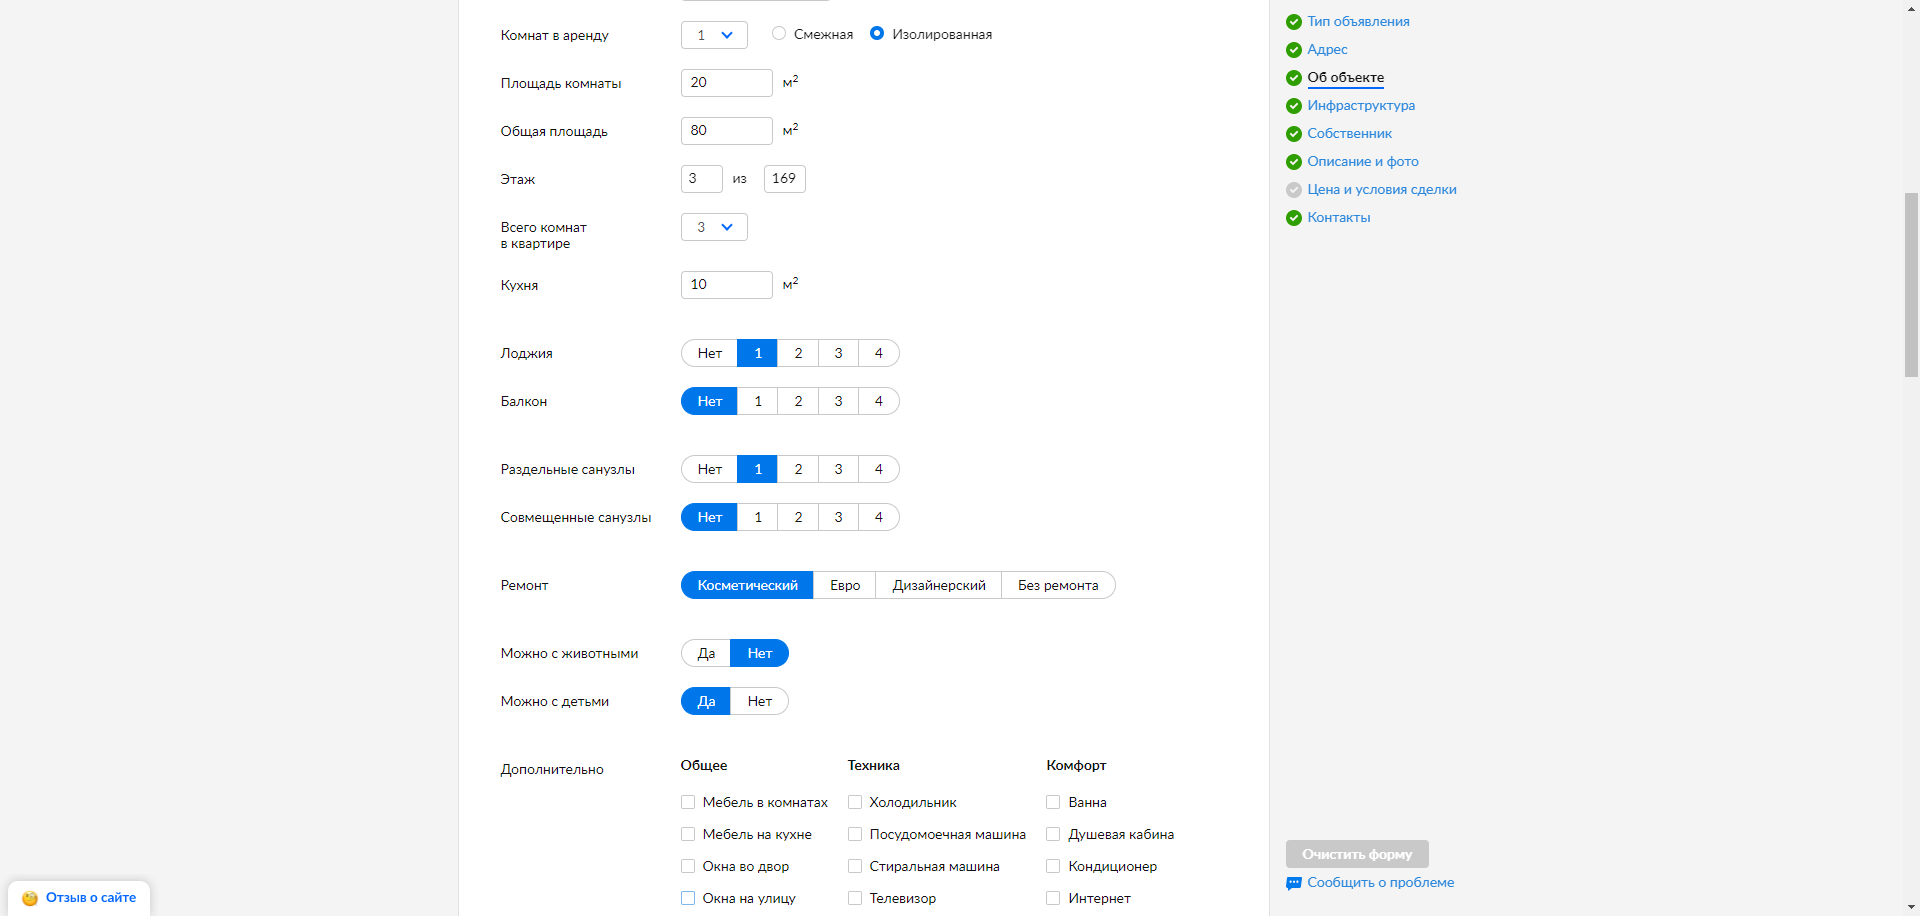 Комнат в аренду 1 Смежная Изолированная
Площадь комнаты 20 м²
Общая площадь 80 м²
Этаж 3 из 169
Всего комнат
в квартире 3
Кухня 10 м²
Лоджия Нет 1 2 3 4
Балкон Нет 1 2 3 4
Раздельные санузлы Нет 1 2 3 4
Совмещенные санузлы Нет 1 2 3 4
Ремонт Косметический Евро Дизайнерский Без ремонта
Можно с животными Да Нет
Можно с детьми Да Нет
Дополнительно
Общее
Мебель в комнатах
Мебель на кухне
Окна во двор
Окна на улицу
Техника
Холодильник
Посудомоечная машина
Стиральная машина
Телевизор
Комфорт
Ванна
Душевая кабина
Кондиционер
Интернет
Тип объявления
Адрес
Об объекте
Инфраструктура
Собственник
Описание и фото
Цена и условия сделки
Контакты
Очистить форму
Сообщить о проблеме
Отзыв о сайте